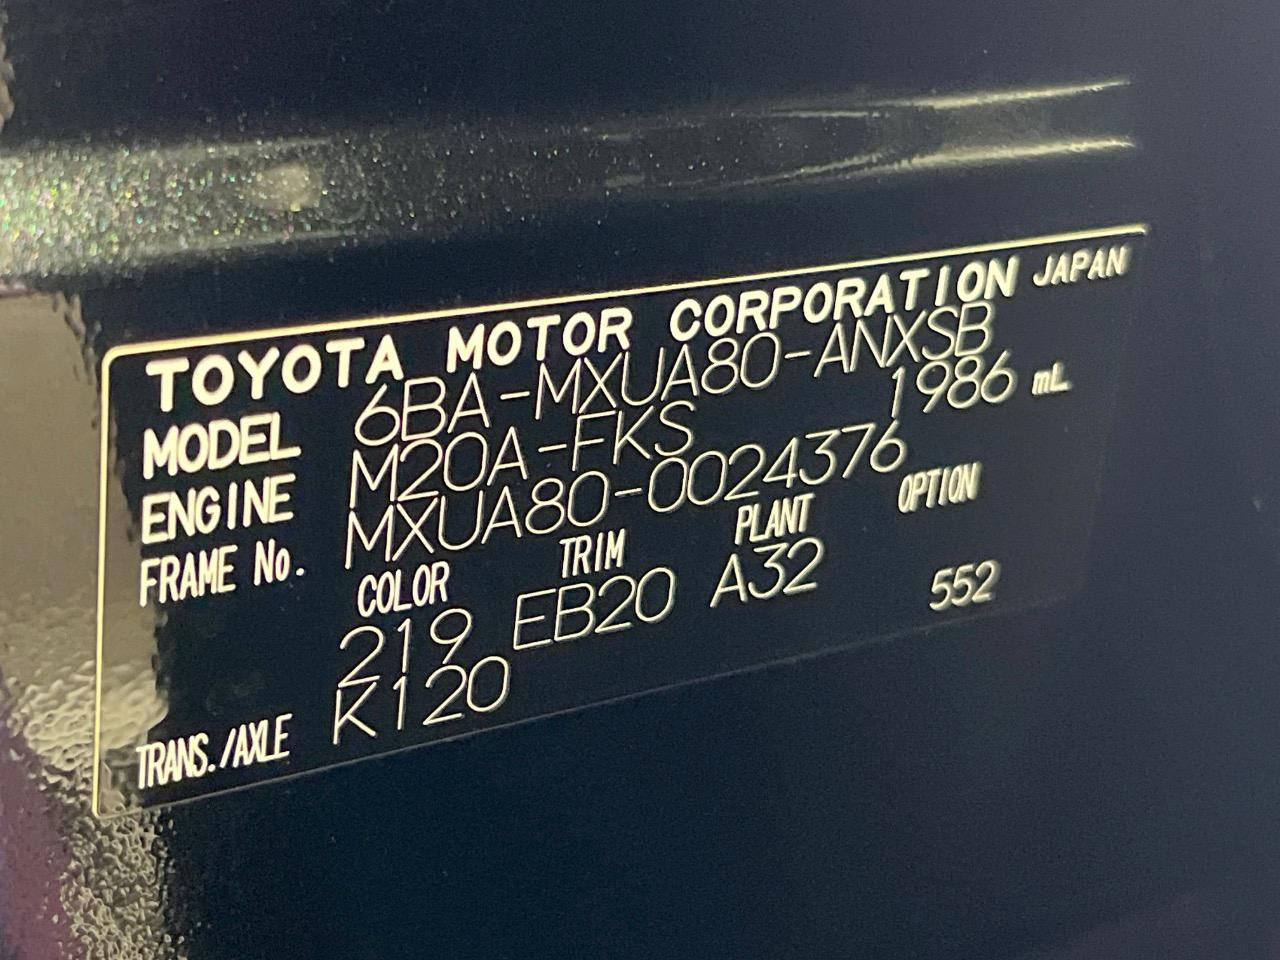 TOYOTA MOTOR CORPORATION JAPAN
MODEL 6BA-MXUA80-ANXSB
ENGINE M20A-FKS 1986 mL
FRAME No. MXUA80-0024376
COLOR TRIM PLANT OPTION
219 EB20 A32 552
TRANS./AXLE K120